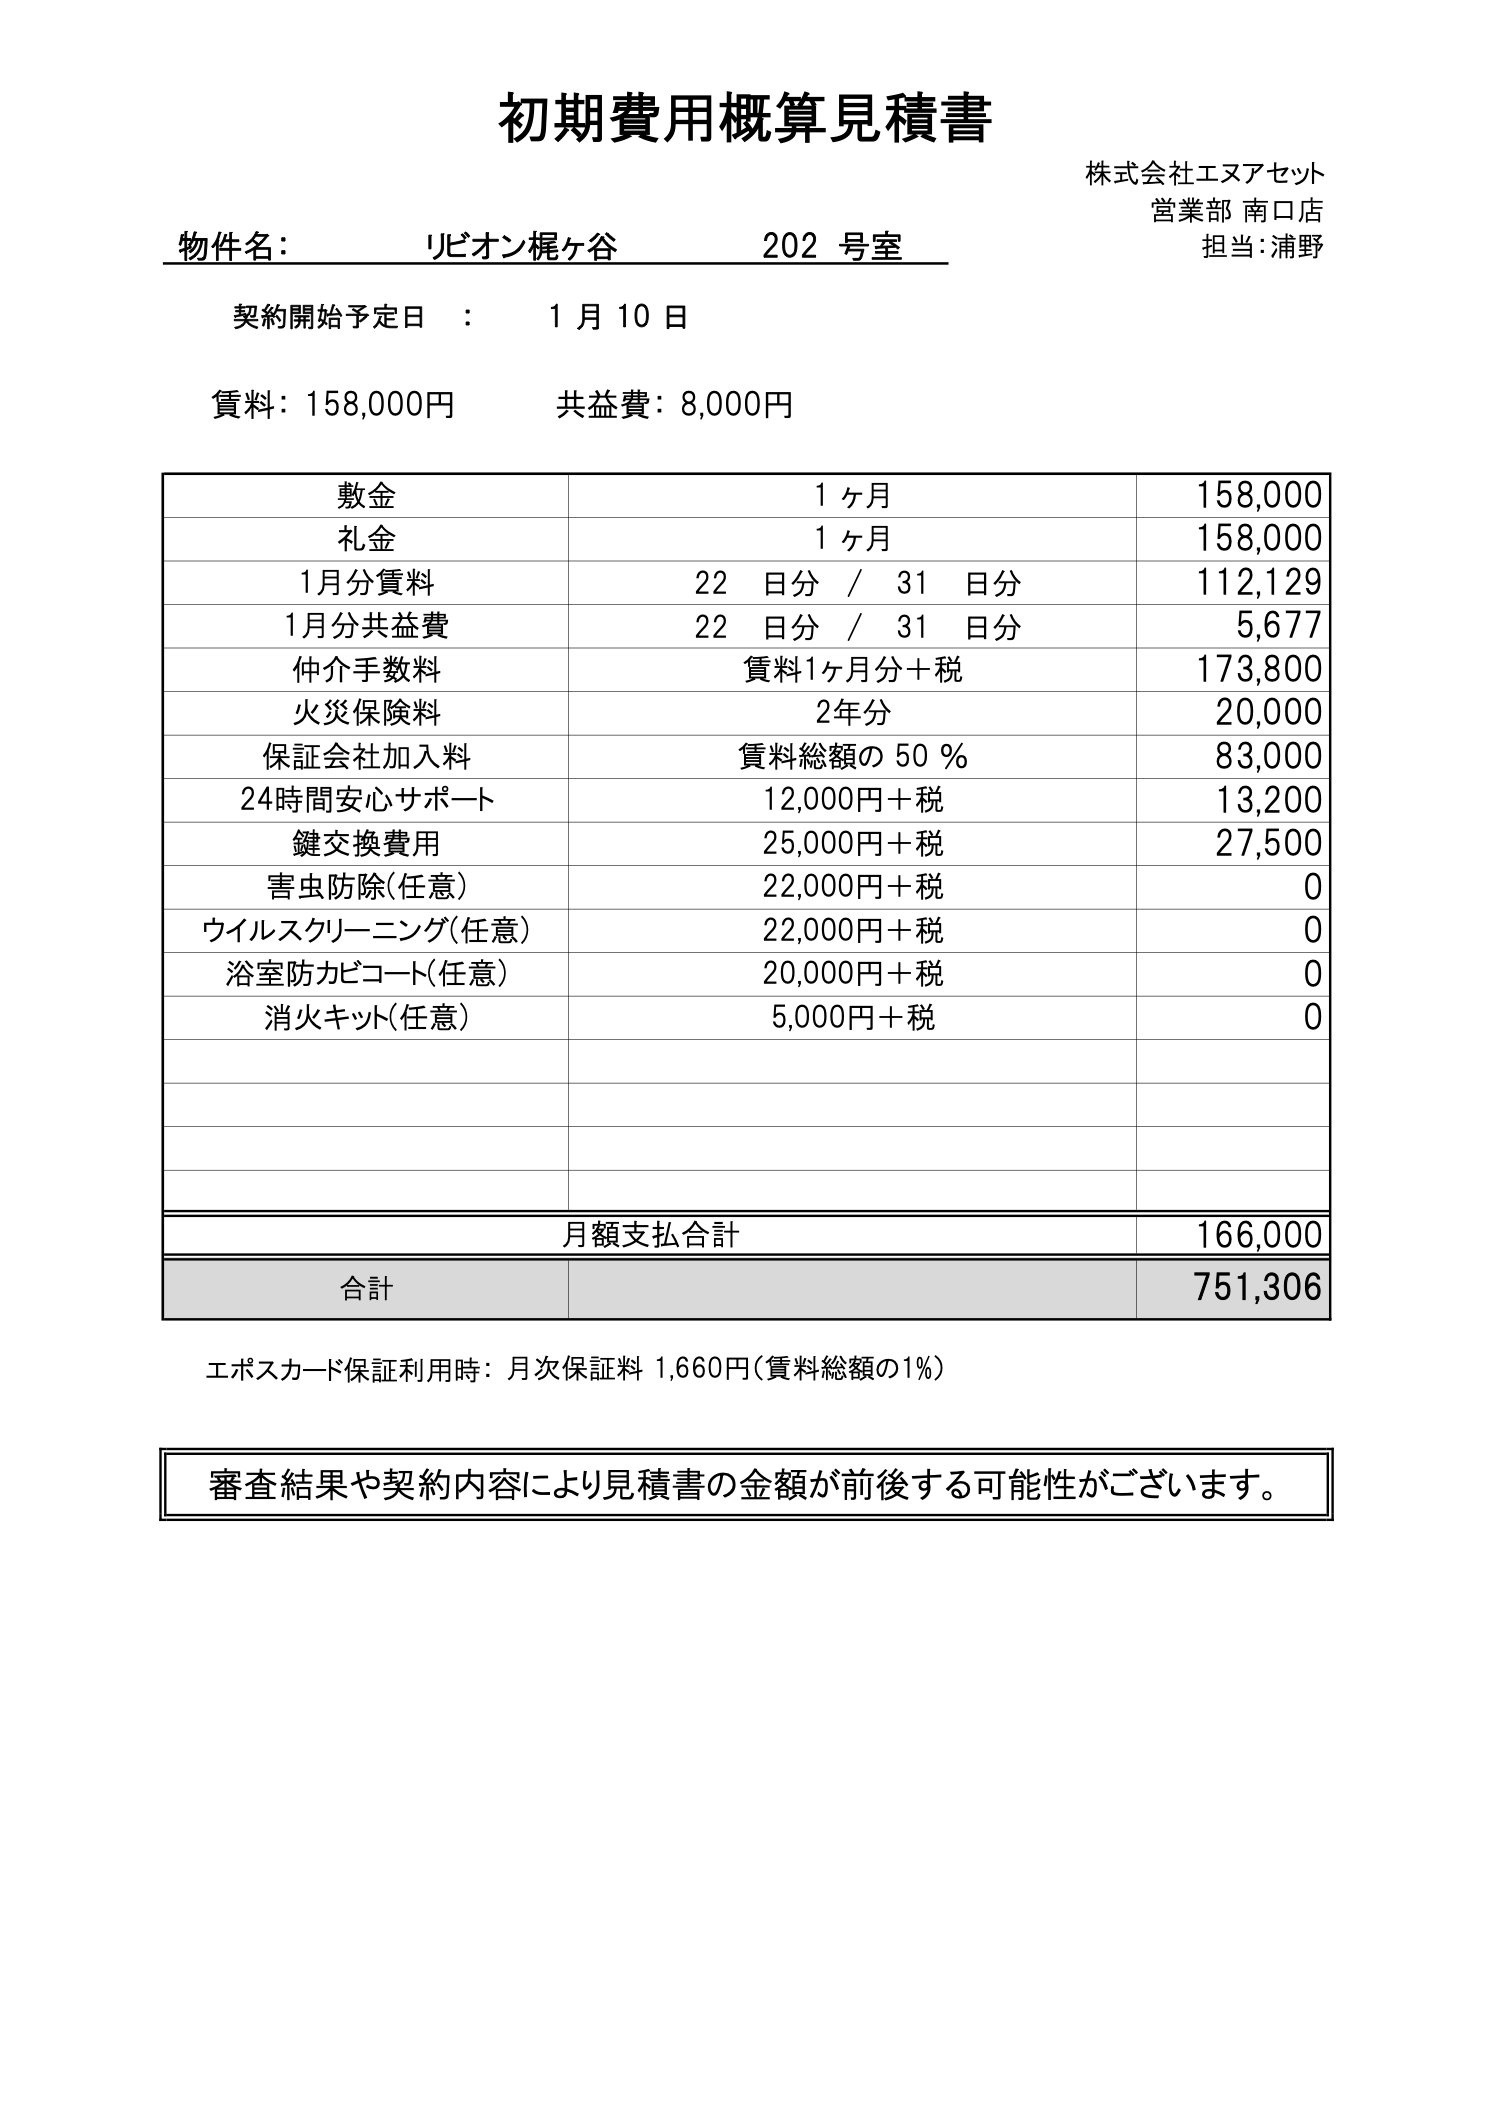 初期費用概算見積書
株式会社エヌアセット
営業部 南口店
担当：浦野
物件名： リビオン梶ヶ谷 202 号室
契約開始予定日 ： 1 月 10 日
賃料： 158,000円 共益費： 8,000円
敷金 1 ヶ月 158,000
礼金 1 ヶ月 158,000
1月分賃料 22 日分 / 31 日分 112,129
1月分共益費 22 日分 / 31 日分 5,677
仲介手数料 賃料1ヶ月分＋税 173,800
火災保険料 2年分 20,000
保証会社加入料 賃料総額の 50 % 83,000
24時間安心サポート 12,000円＋税 13,200
鍵交換費用 25,000円＋税 27,500
害虫防除(任意) 22,000円＋税 0
ウイルスクリーニング(任意) 22,000円＋税 0
浴室防カビコート(任意) 20,000円＋税 0
消火キット(任意) 5,000円＋税 0
月額支払合計 166,000
合計 751,306
エポスカード保証利用時： 月次保証料 1,660円（賃料総額の1%）
審査結果や契約内容により見積書の金額が前後する可能性がございます。